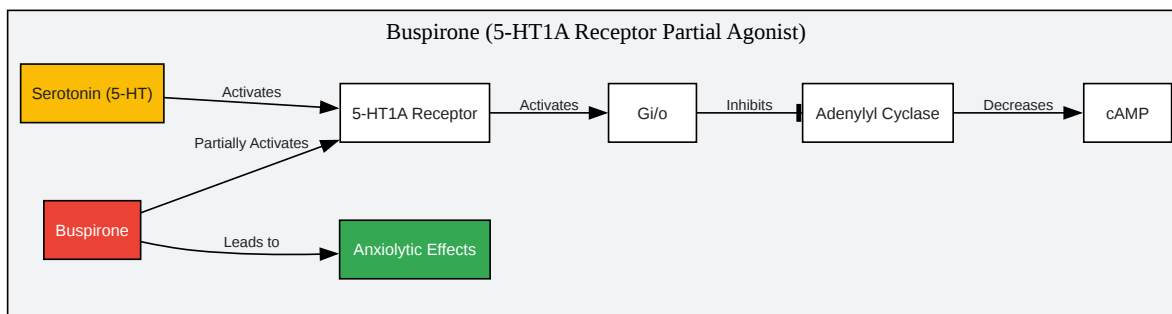 Buspirone (5-HT1A Receptor Partial Agonist)
Serotonin (5-HT)
Activates
5-HT1A Receptor
Activates
Gi/o
Inhibits
Adenylyl Cyclase
Decreases
cAMP
Partially Activates
Buspirone
Leads to
Anxiolytic Effects